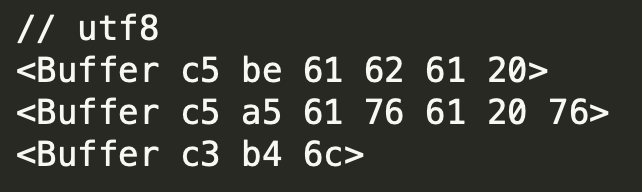 // utf8
<Buffer c5 be 61 62 61 20>
<Buffer c5 a5 61 76 61 20 76>
<Buffer c3 b4 6c>